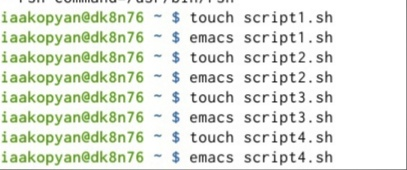 iaakopyan@dk8n76 ~ $ touch script1.sh
iaakopyan@dk8n76 ~ $ emacs script1.sh
iaakopyan@dk8n76 ~ $ touch script2.sh
iaakopyan@dk8n76 ~ $ emacs script2.sh
iaakopyan@dk8n76 ~ $ touch script3.sh
iaakopyan@dk8n76 ~ $ emacs script3.sh
iaakopyan@dk8n76 ~ $ touch script4.sh
iaakopyan@dk8n76 ~ $ emacs script4.sh